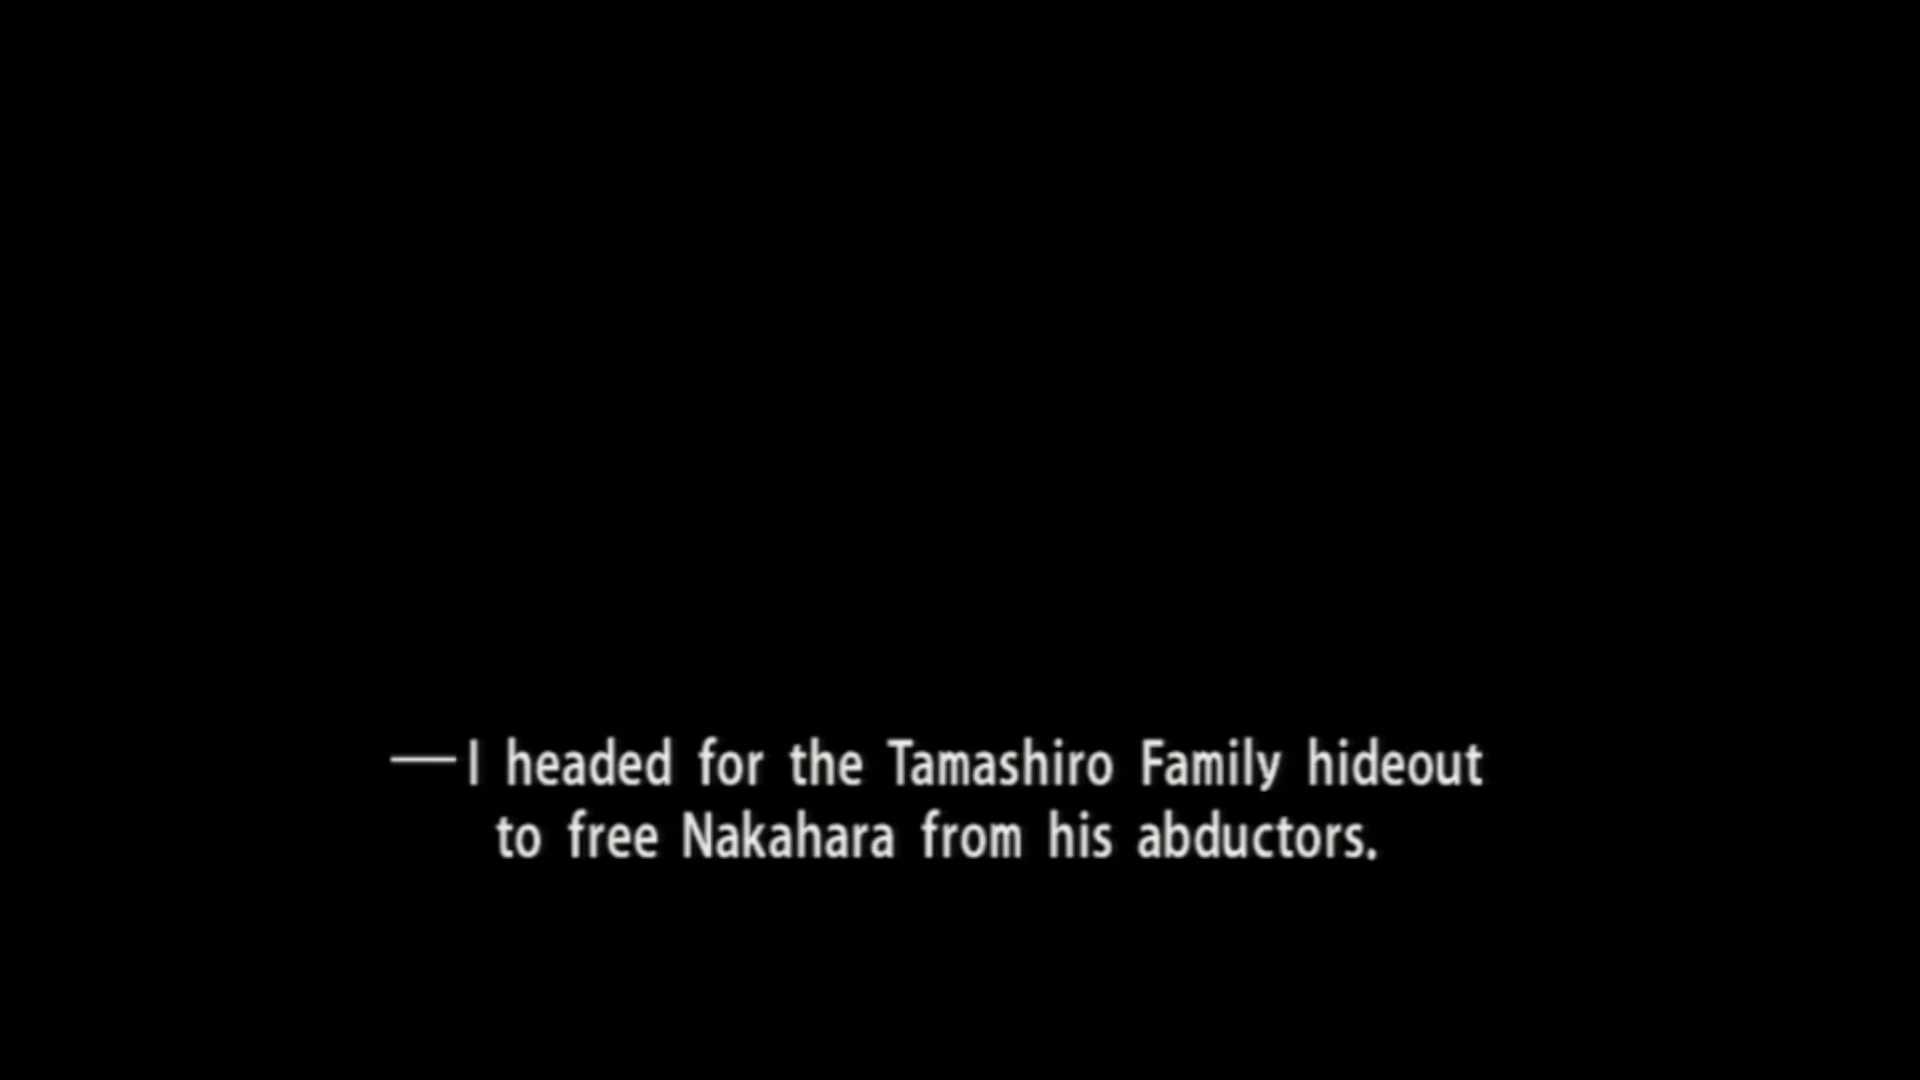 —I headed for the Tamashiro Family hideout
to free Nakahara from his abductors.